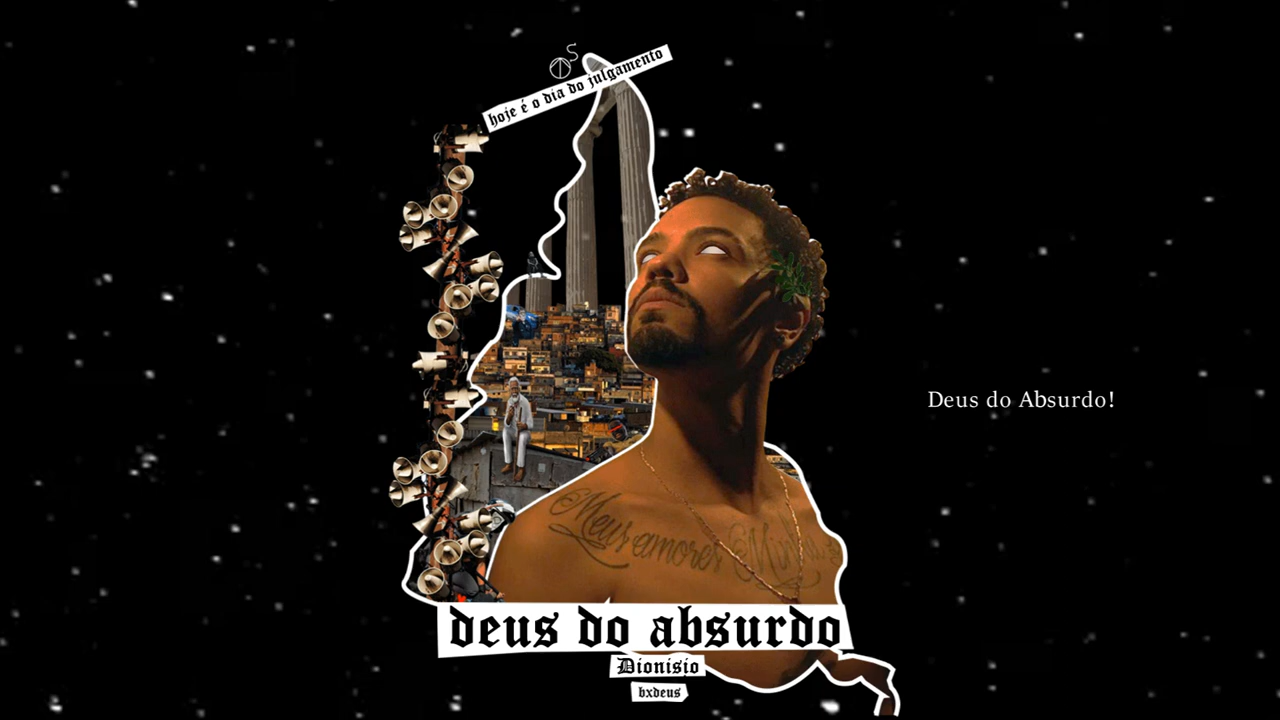 hoje é o dia do julgamento
Deus do Absurdo!
Meus amores
deus do absurdo
Dionisio
bxdeus